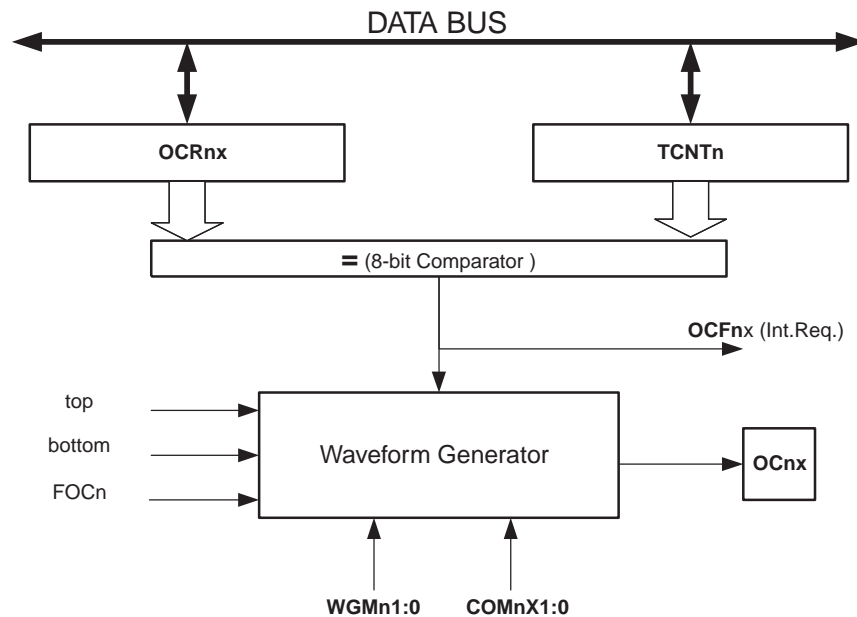 DATA BUS
OCRnx
TCNTn
= (8-bit Comparator )
OCFnx (Int.Req.)
top
bottom
FOCn
Waveform Generator
OCnx
WGMn1:0
COMnX1:0